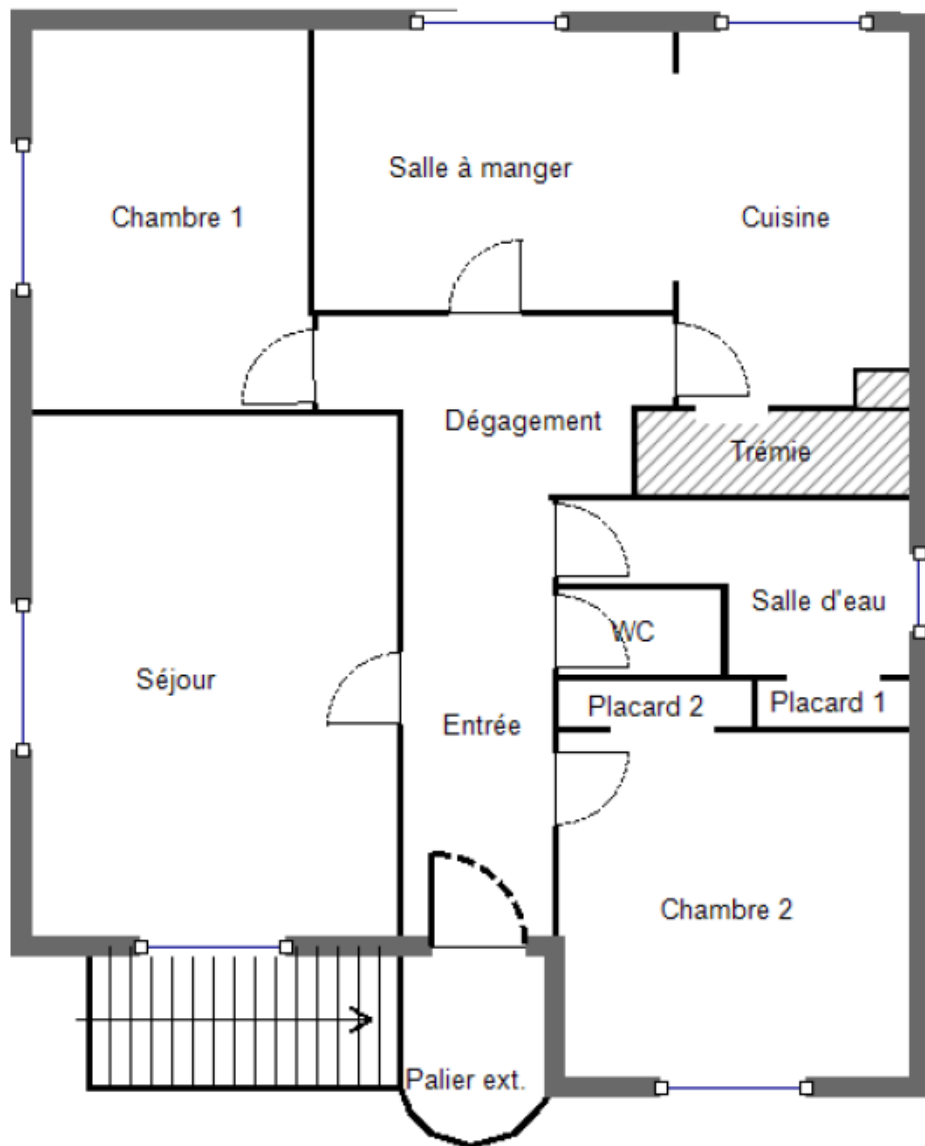 Salle à manger
Chambre 1
Cuisine
Dégagement
Trémie
Salle d'eau
WC
Séjour
Placard 2
Placard 1
Entrée
Chambre 2
Palier ext.